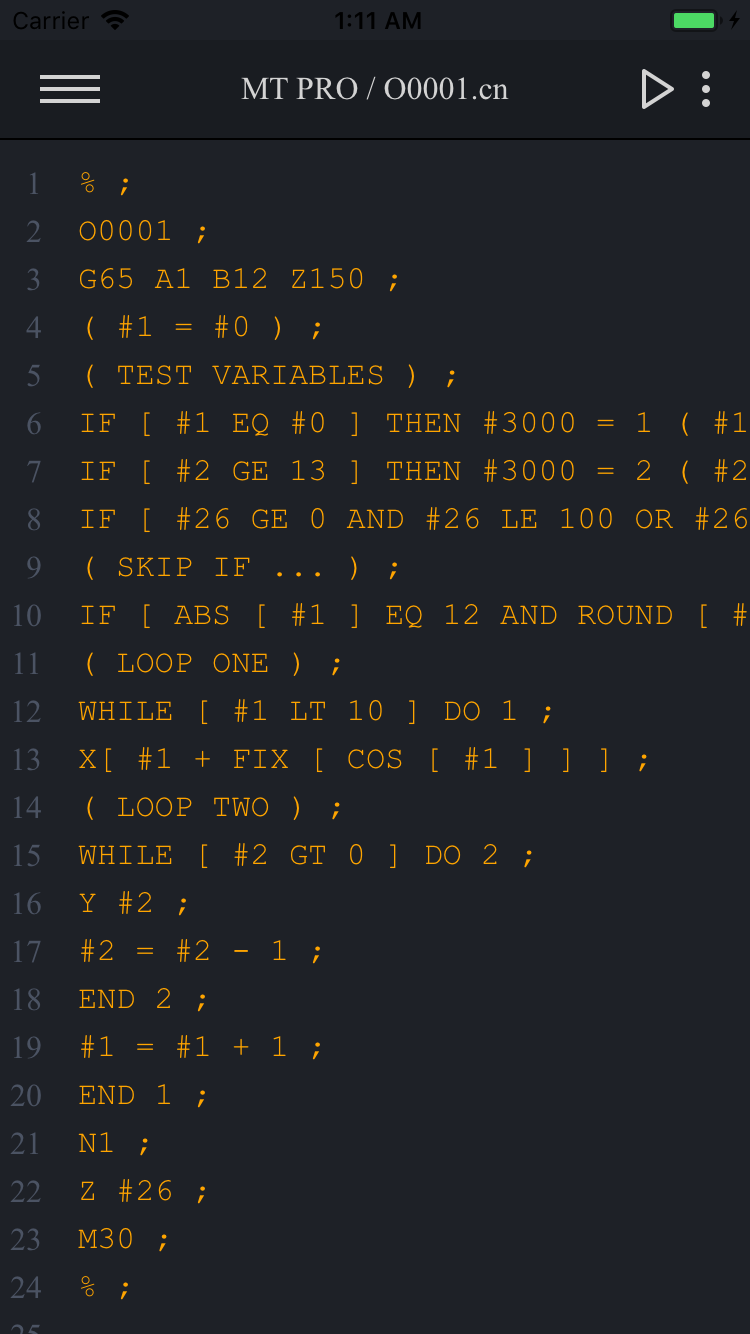 Carrier 1:11 AM
MT PRO / O0001.cn
1 % ;
2 O0001 ;
3 G65 A1 B12 Z150 ;
4 ( #1 = #0 ) ;
5 ( TEST VARIABLES ) ;
6 IF [ #1 EQ #0 ] THEN #3000 = 1 ( #1
7 IF [ #2 GE 13 ] THEN #3000 = 2 ( #2
8 IF [ #26 GE 0 AND #26 LE 100 OR #26
9 ( SKIP IF ... ) ;
10 IF [ ABS [ #1 ] EQ 12 AND ROUND [ #
11 ( LOOP ONE ) ;
12 WHILE [ #1 LT 10 ] DO 1 ;
13 X[ #1 + FIX [ COS [ #1 ] ] ] ;
14 ( LOOP TWO ) ;
15 WHILE [ #2 GT 0 ] DO 2 ;
16 Y #2 ;
17 #2 = #2 - 1 ;
18 END 2 ;
19 #1 = #1 + 1 ;
20 END 1 ;
21 N1 ;
22 Z #26 ;
23 M30 ;
24 % ;
25